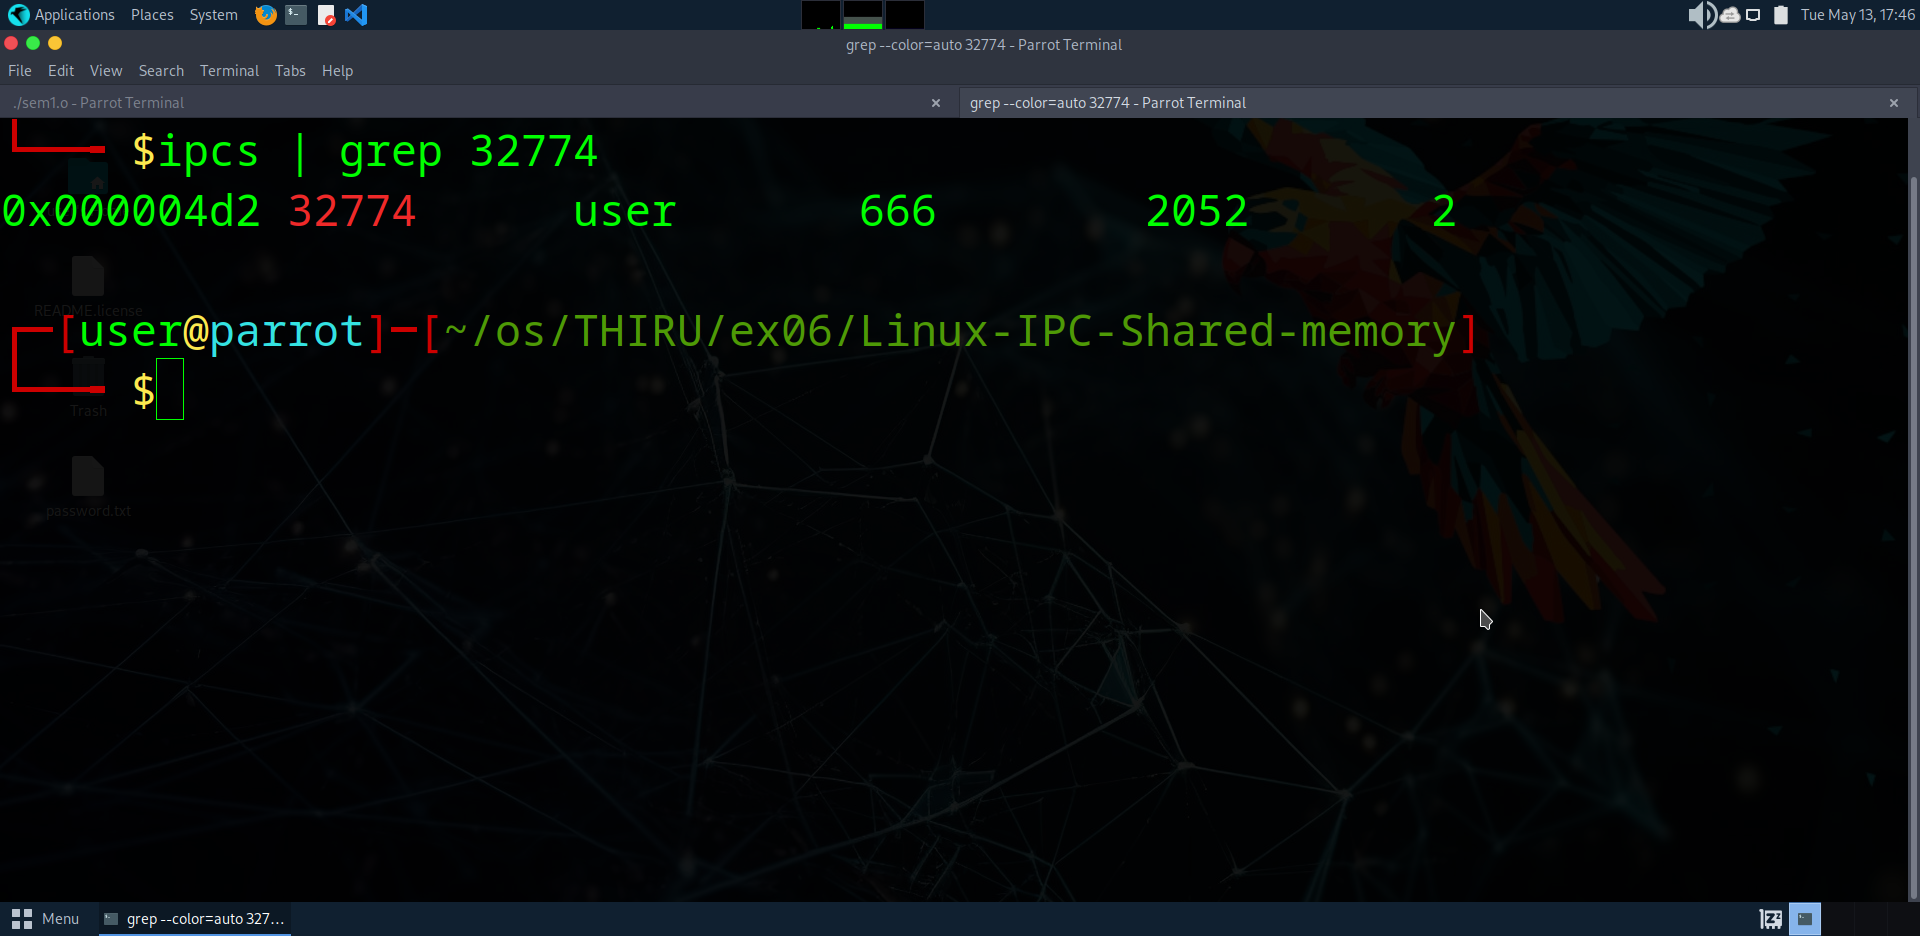 Applications Places System Tue May 13, 17:46
grep --color=auto 32774 - Parrot Terminal
File Edit View Search Terminal Tabs Help
./sem1.o - Parrot Terminal × grep --color=auto 32774 - Parrot Terminal ×
$ipcs | grep 32774
0x000004d2 32774 user 666 2052 2
README.license
[user@parrot]─[~/os/THIRU/ex06/Linux-IPC-Shared-memory]
$
Trash
password.txt
Menu grep --color=auto 327...